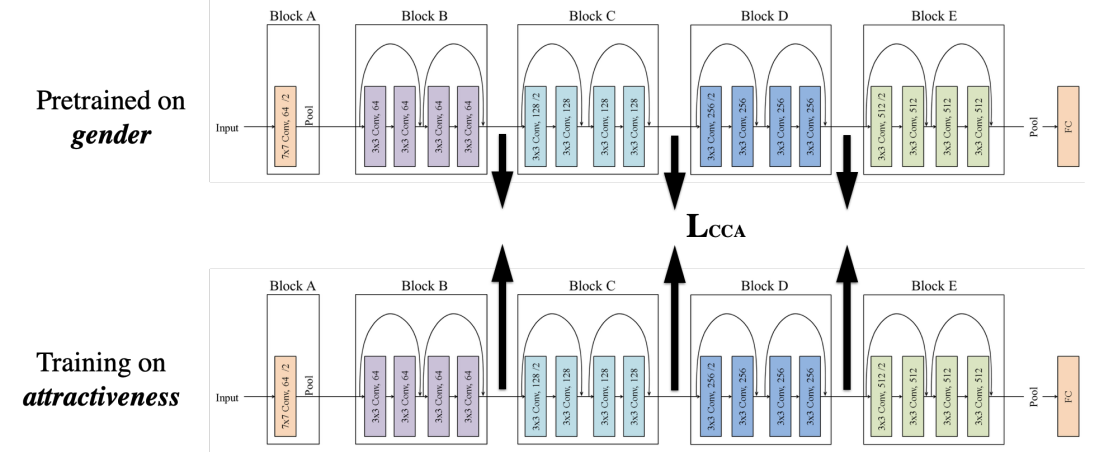 Block A
Block B
Block C
Block D
Block E
Pretrained on
gender
Input
7x7 Conv, 64 /2
Pool
3x3 Conv, 64
3x3 Conv, 64
3x3 Conv, 64
3x3 Conv, 64
3x3 Conv, 128 /2
3x3 Conv, 128
3x3 Conv, 128
3x3 Conv, 128
3x3 Conv, 256 /2
3x3 Conv, 256
3x3 Conv, 256
3x3 Conv, 256
3x3 Conv, 512 /2
3x3 Conv, 512
3x3 Conv, 512
3x3 Conv, 512
Pool
FC
LCCA
Block A
Block B
Block C
Block D
Block E
Training on
attractiveness
Input
7x7 Conv, 64 /2
Pool
3x3 Conv, 64
3x3 Conv, 64
3x3 Conv, 64
3x3 Conv, 64
3x3 Conv, 128 /2
3x3 Conv, 128
3x3 Conv, 128
3x3 Conv, 128
3x3 Conv, 256 /2
3x3 Conv, 256
3x3 Conv, 256
3x3 Conv, 256
3x3 Conv, 512 /2
3x3 Conv, 512
3x3 Conv, 512
3x3 Conv, 512
Pool
FC